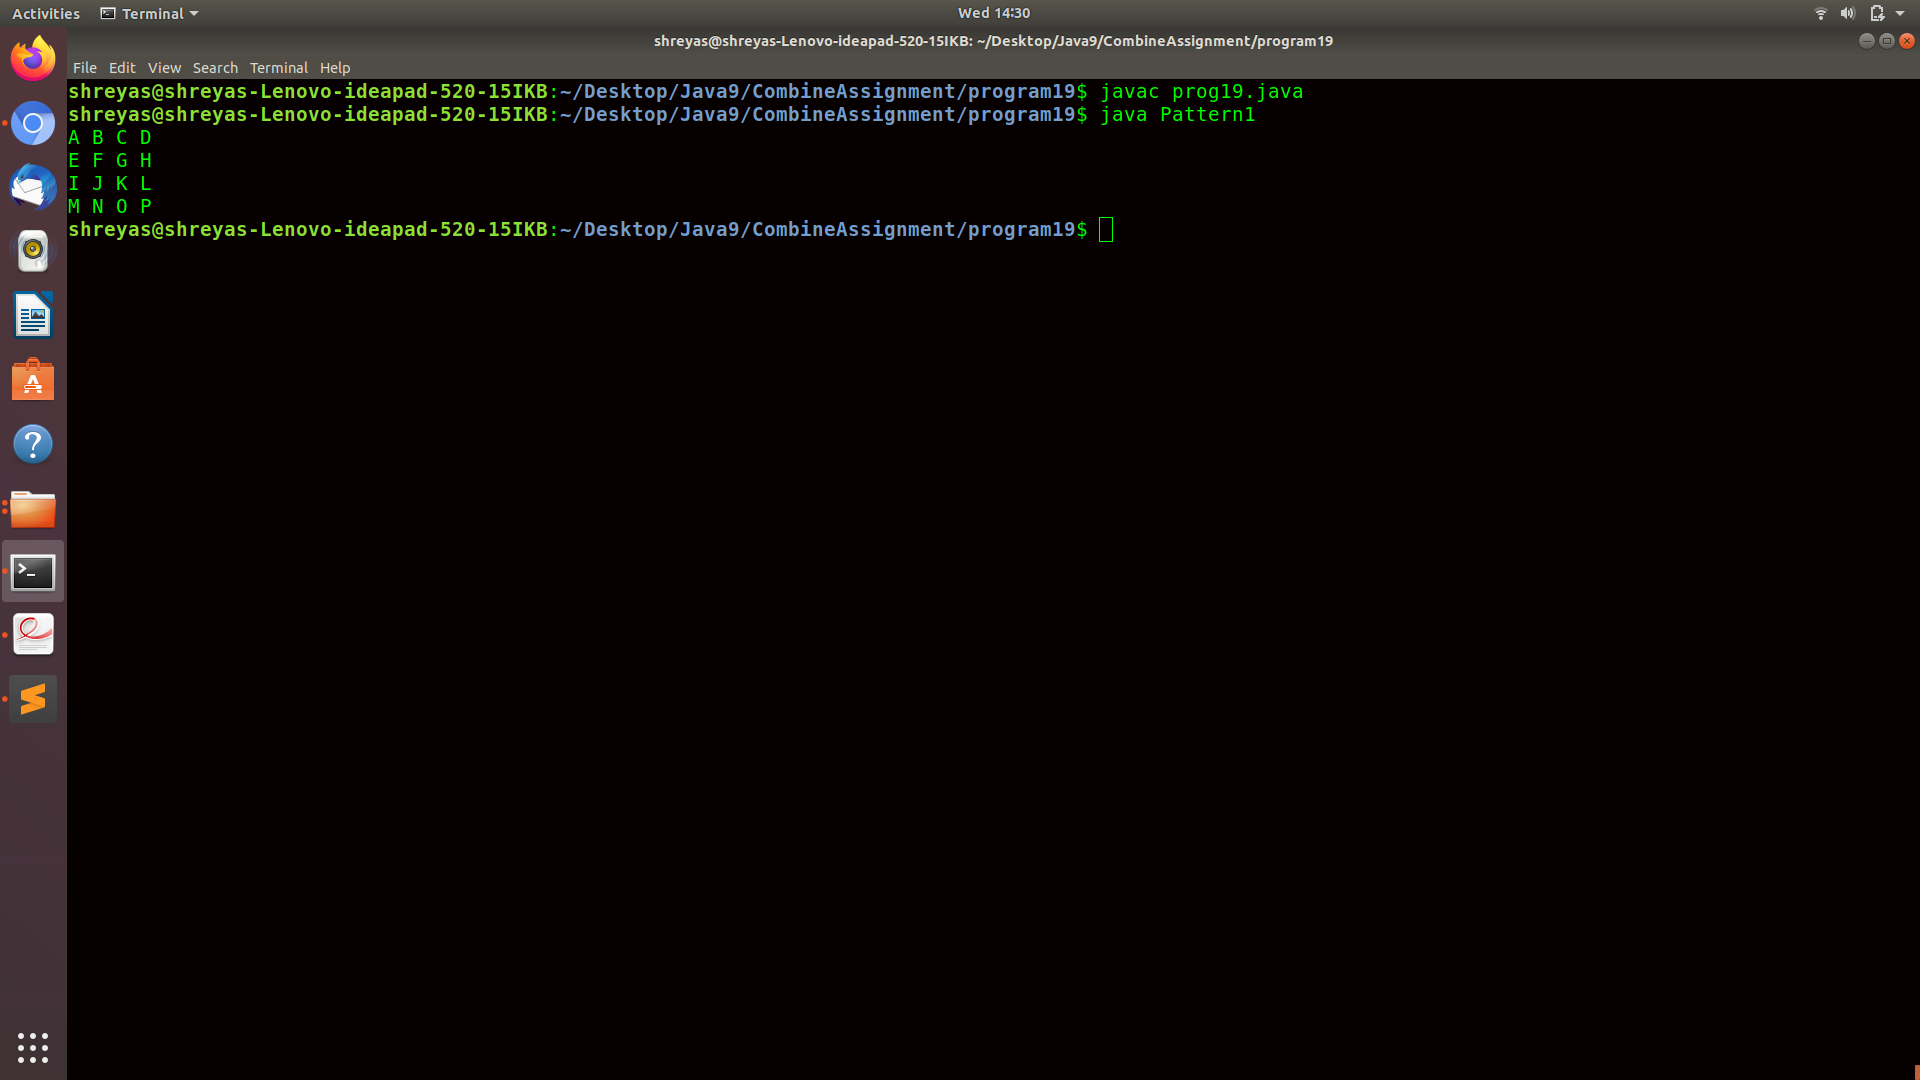 Activities Terminal Wed 14:30
shreyas@shreyas-Lenovo-ideapad-520-15IKB: ~/Desktop/Java9/CombineAssignment/program19
File Edit View Search Terminal Help
shreyas@shreyas-Lenovo-ideapad-520-15IKB:~/Desktop/Java9/CombineAssignment/program19$ javac prog19.java
shreyas@shreyas-Lenovo-ideapad-520-15IKB:~/Desktop/Java9/CombineAssignment/program19$ java Pattern1
A B C D
E F G H
I J K L
M N O P
shreyas@shreyas-Lenovo-ideapad-520-15IKB:~/Desktop/Java9/CombineAssignment/program19$